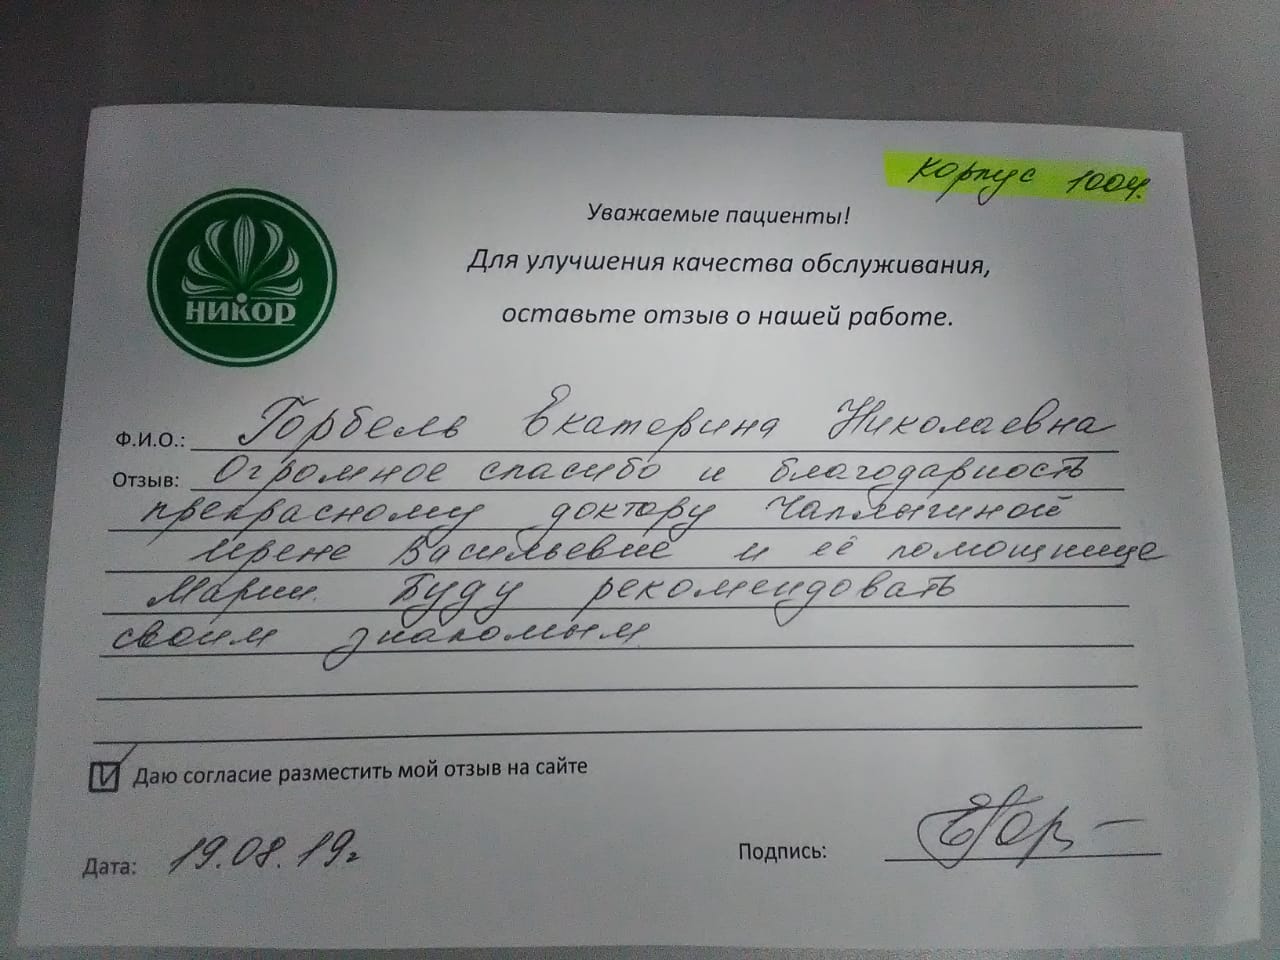 корпус 1004.
Уважаемые пациенты!
Для улучшения качества обслуживания,
оставьте отзыв о нашей работе.
НИКОР
Ф.И.О.: Горбель Екатерина Николаевна
Отзыв: Огромное спасибо и благодарность
прекрасному доктору Чаплыгиной
Ирене Васильевне и её помощнице
Марии. Буду рекомендовать
своим знакомым.
Даю согласие разместить мой отзыв на сайте
Дата: 19.08.19г
Подпись: